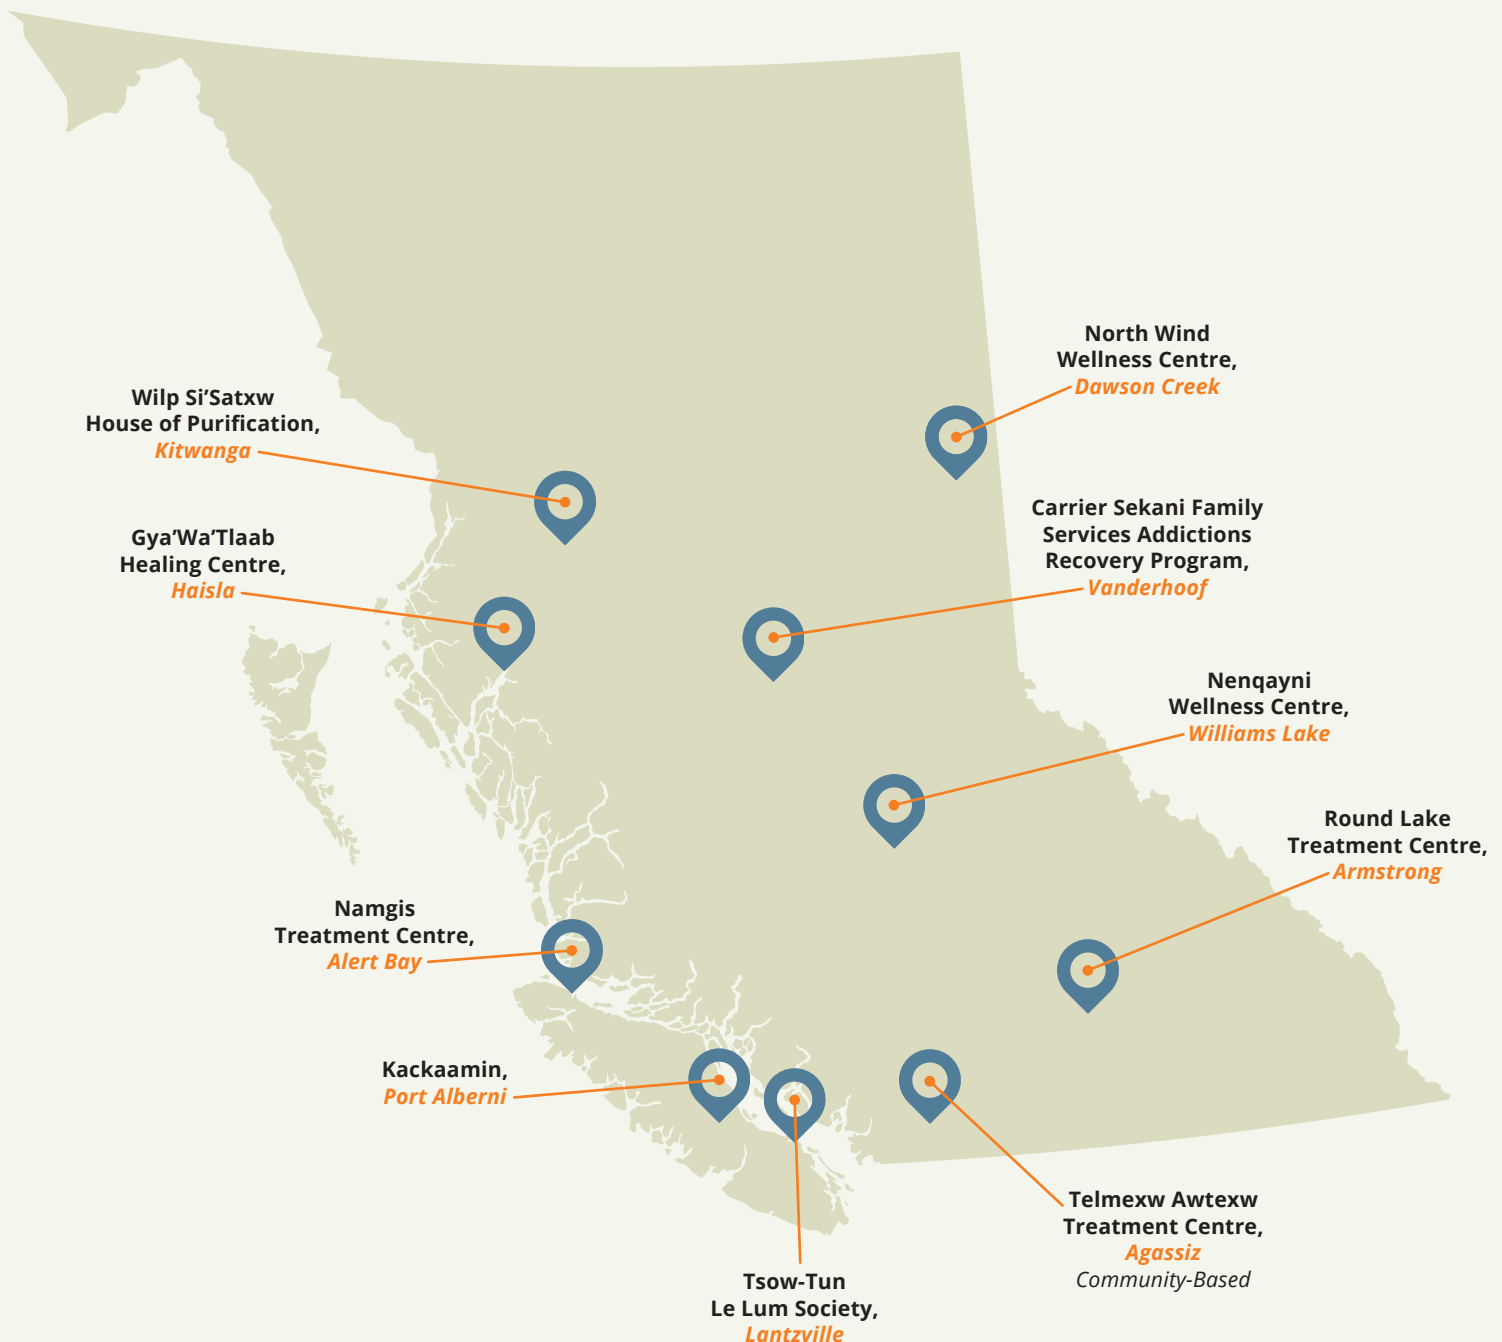 North Wind
Wellness Centre,
Dawson Creek
Wilp Si’Satxw
House of Purification,
Kitwanga
Carrier Sekani Family
Services Addictions
Recovery Program,
Vanderhoof
Gya’Wa’Tlaab
Healing Centre,
Haisla
Nenqayni
Wellness Centre,
Williams Lake
Round Lake
Treatment Centre,
Armstrong
Namgis
Treatment Centre,
Alert Bay
Kackaamin,
Port Alberni
Telmexw Awtexw
Treatment Centre,
Agassiz
Community-Based
Tsow-Tun
Le Lum Society,
Lantzville